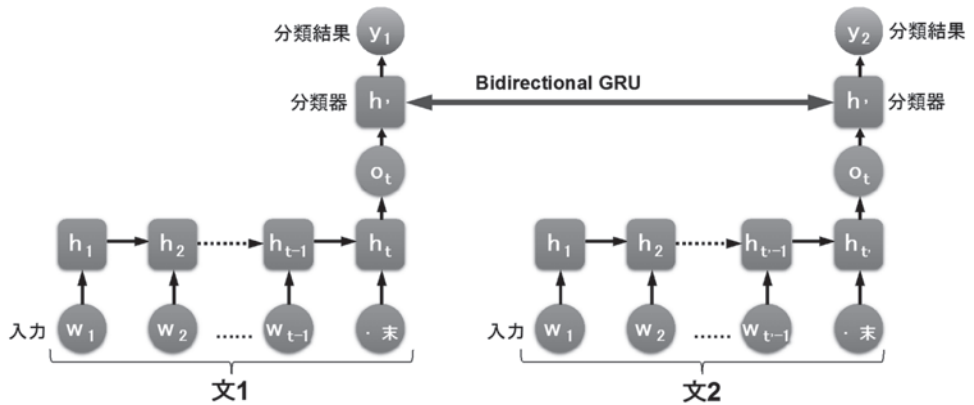 分類結果 y1 y2 分類結果
Bidirectional GRU
分類器 h' h' 分類器
ot ot
h1 h2 ht-1 ht h1 h2 ht'-1 ht'
入力 w1 w2 ...... wt-1 ・末 入力 w1 w2 ...... wt'-1 ・末
文1 文2